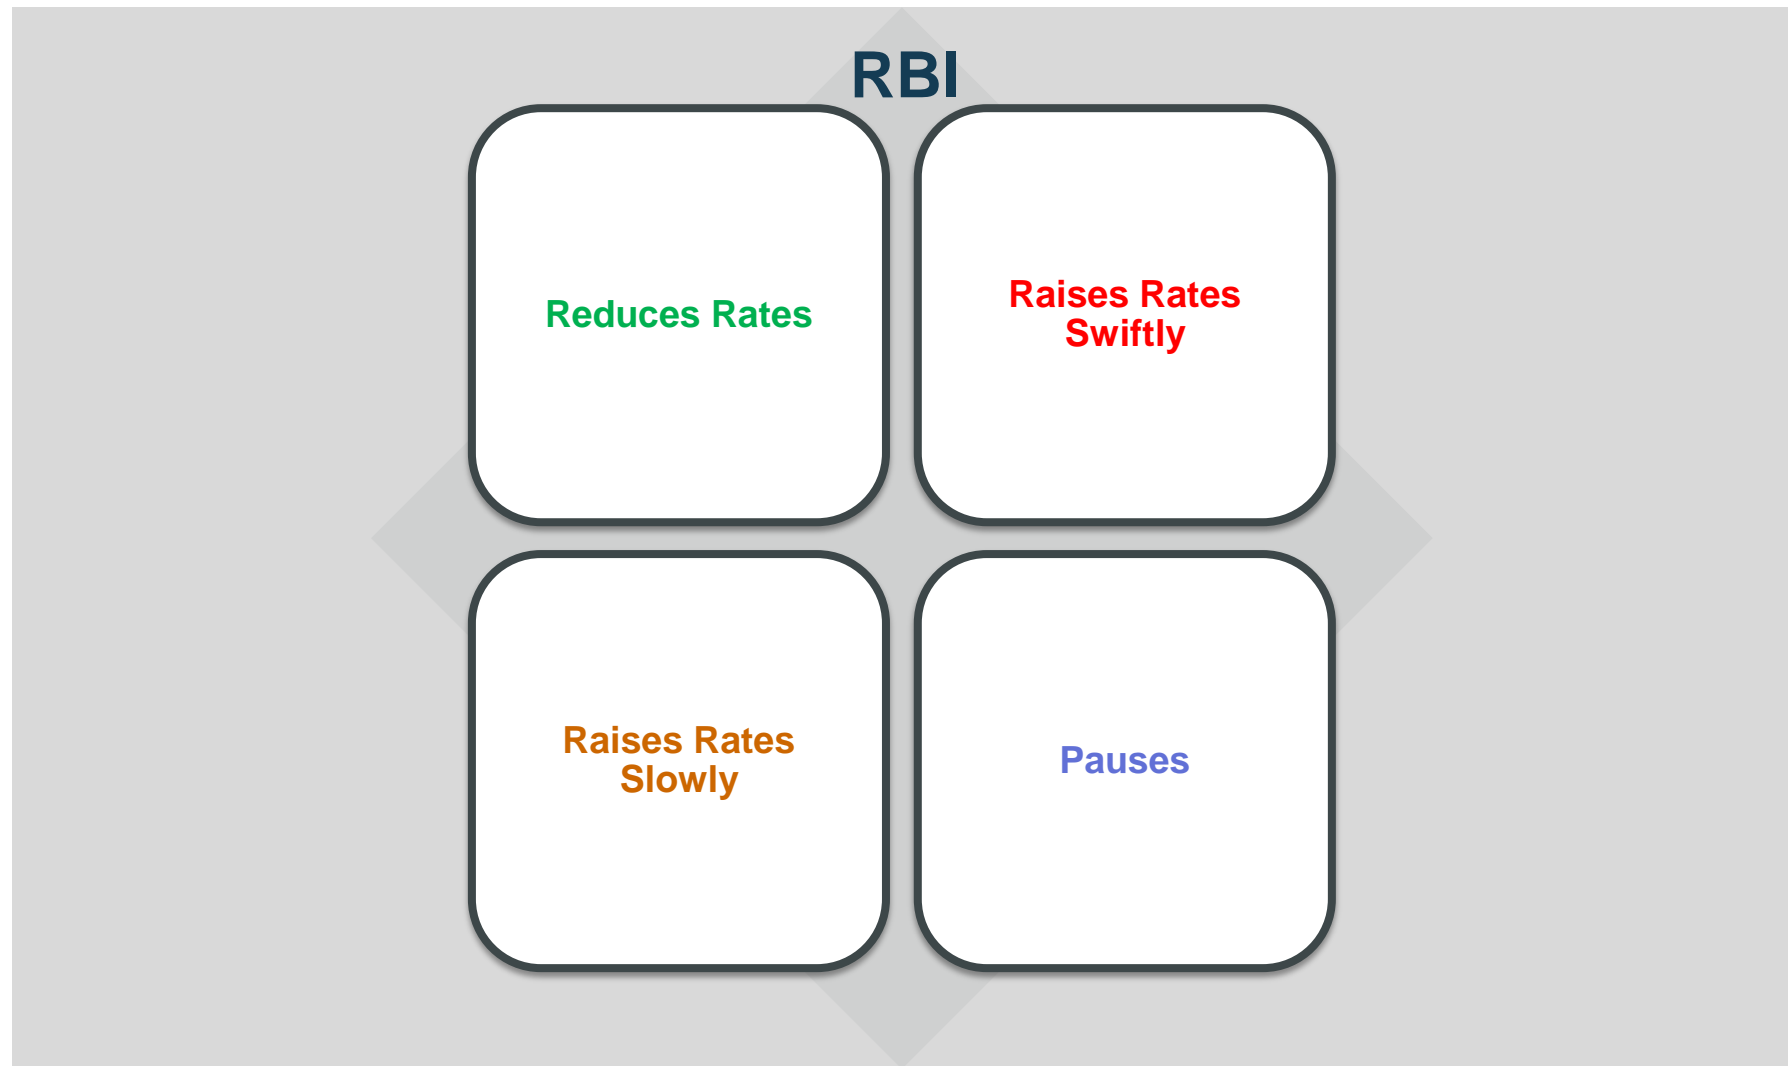 RBI
Reduces Rates
Raises Rates
Swiftly
Raises Rates
Slowly
Pauses